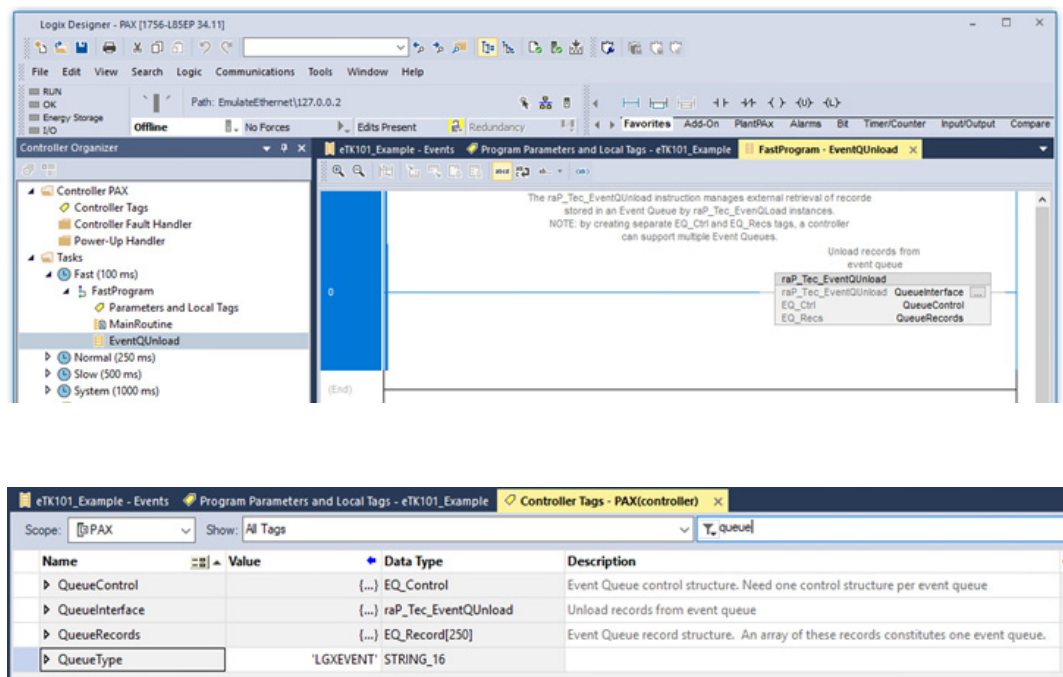 Logix Designer - PAX [1756-L85EP 34.11]
File Edit View Search Logic Communications Tools Window Help
RUN
OK
Energy Storage
I/O
Path: EmulateEthernet\127.0.0.2
Offline No Forces Edits Present Redundancy
Favorites Add-On PlantPAx Alarms Bit Timer/Counter Input/Output Compare
Controller Organizer
eTK101_Example - Events Program Parameters and Local Tags - eTK101_Example FastProgram - EventQUnload
Controller PAX
Controller Tags
Controller Fault Handler
Power-Up Handler
Tasks
Fast (100 ms)
FastProgram
Parameters and Local Tags
MainRoutine
EventQUnload
Normal (250 ms)
Slow (500 ms)
System (1000 ms)
The raP_Tec_EventQUnload instruction manages external retrieval of recorde
stored in an Event Queue by raP_Tec_EvenQLoad instances.
NOTE: by creating separate EQ_Ctrl and EQ_Recs tags, a controller
can support multiple Event Queues.
Unload records from
event queue
raP_Tec_EventQUnload
raP_Tec_EventQUnload QueueInterface ...
EQ_Ctrl QueueControl
EQ_Recs QueueRecords
0
(End)
eTK101_Example - Events Program Parameters and Local Tags - eTK101_Example Controller Tags - PAX(controller)
Scope: PAX Show: All Tags queue
Name Value Data Type Description
QueueControl {...} EQ_Control Event Queue control structure. Need one control structure per event queue
QueueInterface {...} raP_Tec_EventQUnload Unload records from event queue
QueueRecords {...} EQ_Record[250] Event Queue record structure. An array of these records constitutes one event queue.
QueueType 'LGXEVENT' STRING_16